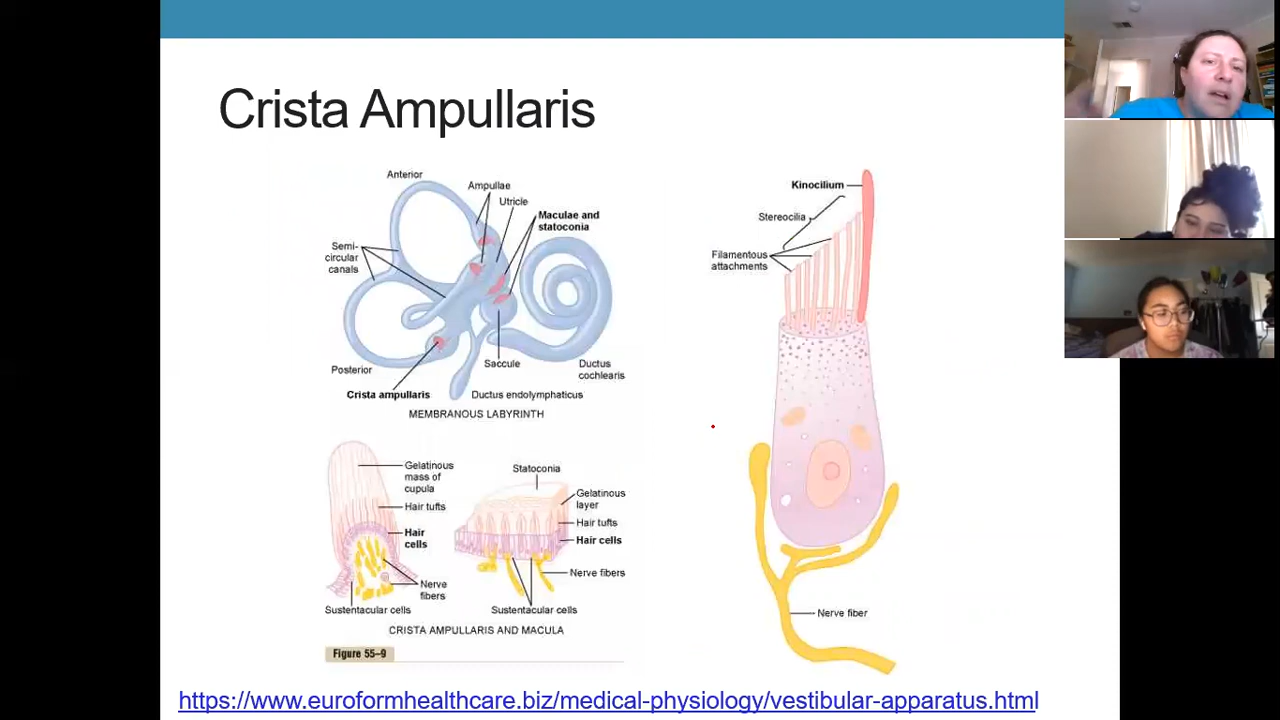 Crista Ampullaris
Anterior
Ampullae
Utricle
Maculae and
statoconia
Semi-
circular
canals
Posterior
Saccule
Ductus
cochlearis
Crista ampullaris
Ductus endolymphaticus
MEMBRANOUS LABYRINTH
Gelatinous
mass of
cupula
Hair tufts
Hair
cells
Nerve
fibers
Sustentacular cells
Statoconia
Gelatinous
layer
Hair tufts
Hair cells
Nerve fibers
Sustentacular cells
CRISTA AMPULLARIS AND MACULA
Figure 55-9
Kinocilium
Stereocilia
Filamentous
attachments
Nerve fiber
https://www.euroformhealthcare.biz/medical-physiology/vestibular-apparatus.html